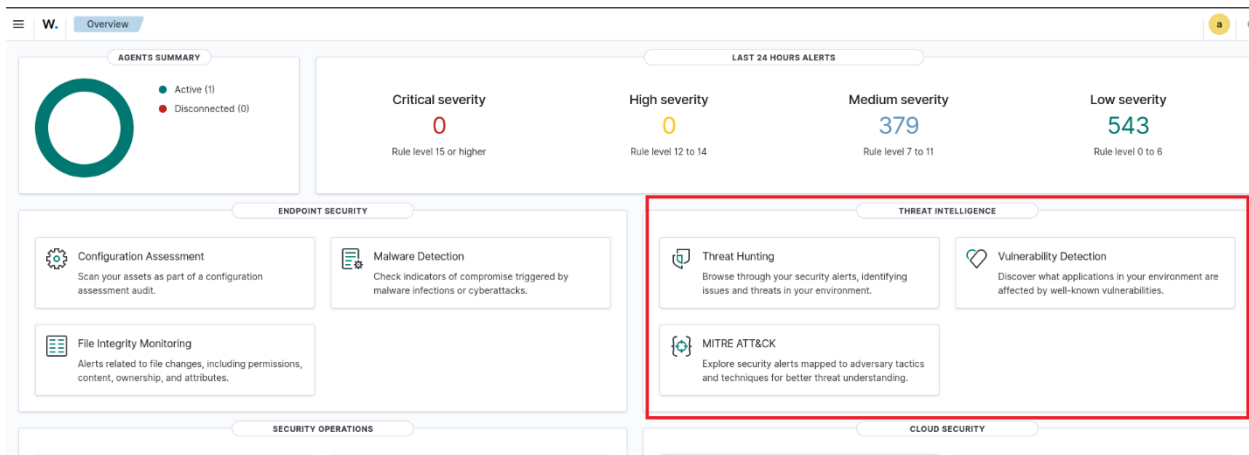 W. Overview a
AGENTS SUMMARY
Active (1)
Disconnected (0)
LAST 24 HOURS ALERTS
Critical severity
0
Rule level 15 or higher
High severity
0
Rule level 12 to 14
Medium severity
379
Rule level 7 to 11
Low severity
543
Rule level 0 to 6
ENDPOINT SECURITY
Configuration Assessment
Scan your assets as part of a configuration
assessment audit.
Malware Detection
Check indicators of compromise triggered by
malware infections or cyberattacks.
File Integrity Monitoring
Alerts related to file changes, including permissions,
content, ownership, and attributes.
THREAT INTELLIGENCE
Threat Hunting
Browse through your security alerts, identifying
issues and threats in your environment.
Vulnerability Detection
Discover what applications in your environment are
affected by well-known vulnerabilities.
MITRE ATT&CK
Explore security alerts mapped to adversary tactics
and techniques for better threat understanding.
SECURITY OPERATIONS
CLOUD SECURITY